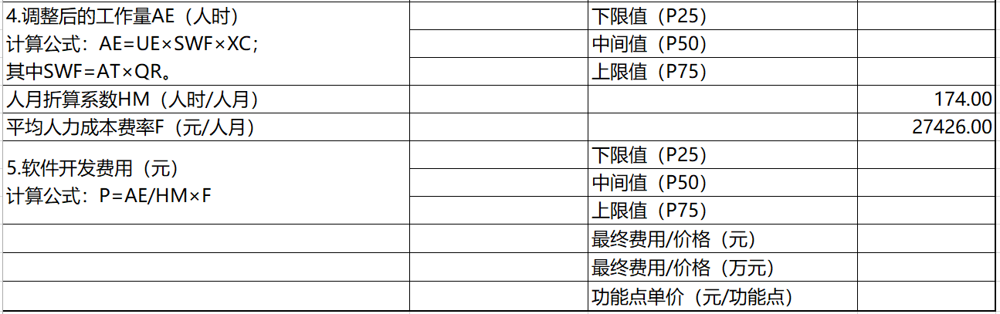 4.调整后的工作量AE（人时）
计算公式：AE=UE×SWF×XC；
其中SWF=AT×QR。
下限值（P25）
中间值（P50）
上限值（P75）
人月折算系数HM（人时/人月）
174.00
平均人力成本费率F（元/人月）
27426.00
5.软件开发费用（元）
计算公式：P=AE/HM×F
下限值（P25）
中间值（P50）
上限值（P75）
最终费用/价格（元）
最终费用/价格（万元）
功能点单价（元/功能点）